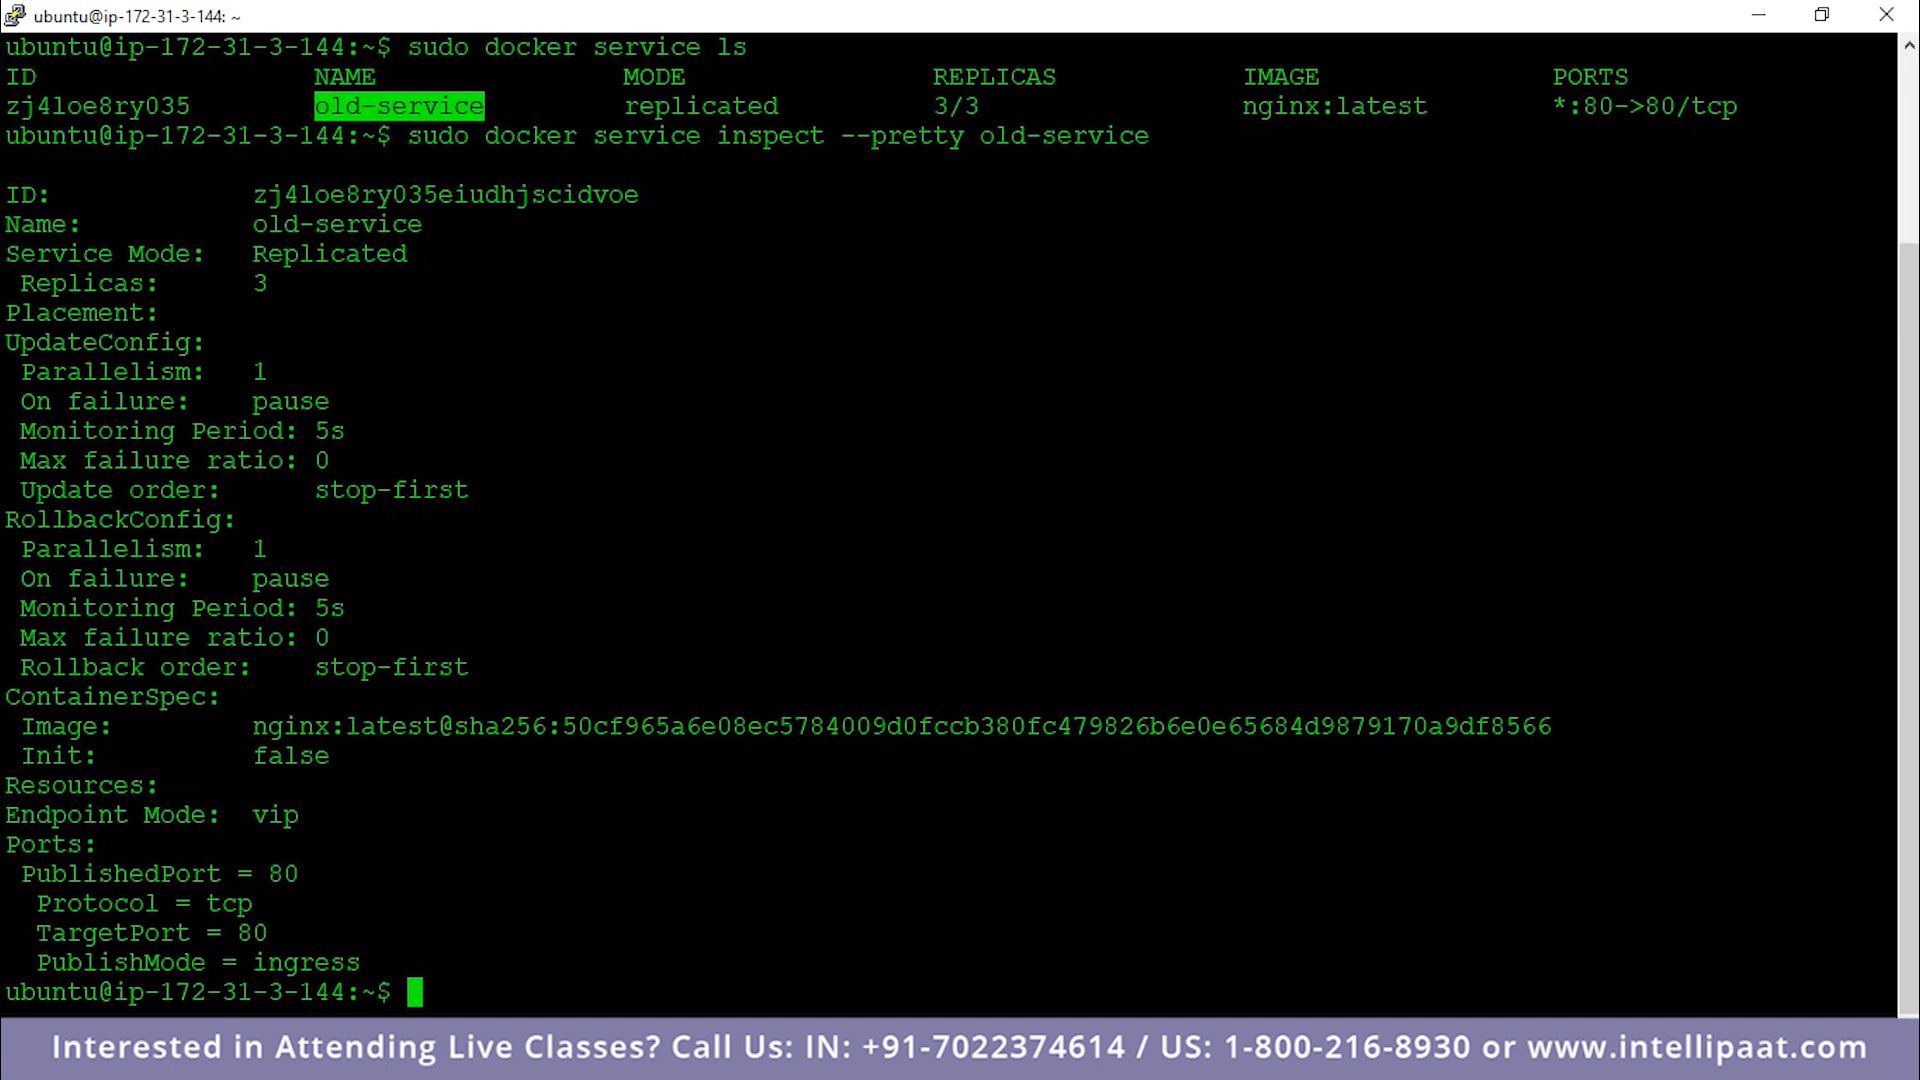 ubuntu@ip-172-31-3-144: ~
ubuntu@ip-172-31-3-144:~$ sudo docker service ls
ID NAME MODE REPLICAS IMAGE PORTS
zj4loe8ry035 old-service replicated 3/3 nginx:latest *:80->80/tcp
ubuntu@ip-172-31-3-144:~$ sudo docker service inspect --pretty old-service
ID: zj4loe8ry035eiudhjscidvoe
Name: old-service
Service Mode: Replicated
Replicas: 3
Placement:
UpdateConfig:
Parallelism: 1
On failure: pause
Monitoring Period: 5s
Max failure ratio: 0
Update order: stop-first
RollbackConfig:
Parallelism: 1
On failure: pause
Monitoring Period: 5s
Max failure ratio: 0
Rollback order: stop-first
ContainerSpec:
Image: nginx:latest@sha256:50cf965a6e08ec5784009d0fccb380fc479826b6e0e65684d9879170a9df8566
Init: false
Resources:
Endpoint Mode: vip
Ports:
PublishedPort = 80
Protocol = tcp
TargetPort = 80
PublishMode = ingress
ubuntu@ip-172-31-3-144:~$
Interested in Attending Live Classes? Call Us: IN: +91-7022374614 / US: 1-800-216-8930 or www.intellipaat.com